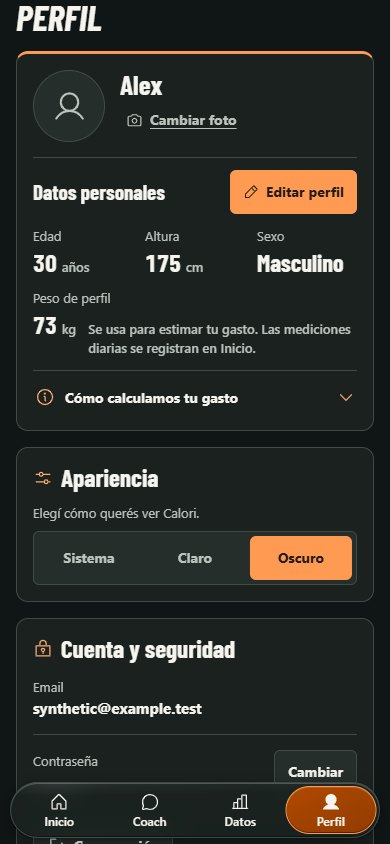 PERFIL
Alex
Cambiar foto
Datos personales
Editar perfil
Edad
Altura
Sexo
30 años
175 cm
Masculino
Peso de perfil
73 kg
Se usa para estimar tu gasto. Las mediciones
diarias se registran en Inicio.
Cómo calculamos tu gasto
Apariencia
Elegí cómo querés ver Calori.
Sistema
Claro
Oscuro
Cuenta y seguridad
Email
synthetic@example.test
Contraseña
Cambiar
Inicio
Coach
Datos
Perfil